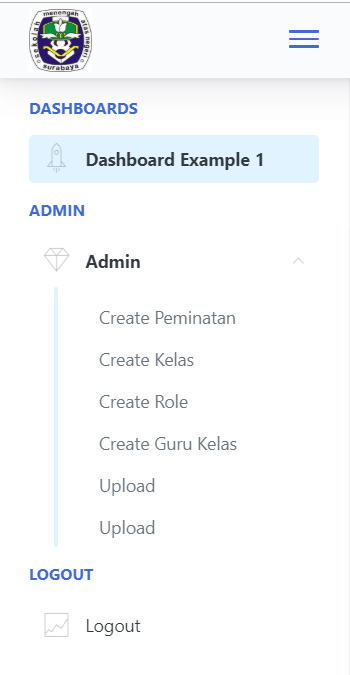 sekolah menengah atas negeri
surabaya
DASHBOARDS
Dashboard Example 1
ADMIN
Admin
Create Peminatan
Create Kelas
Create Role
Create Guru Kelas
Upload
Upload
LOGOUT
Logout